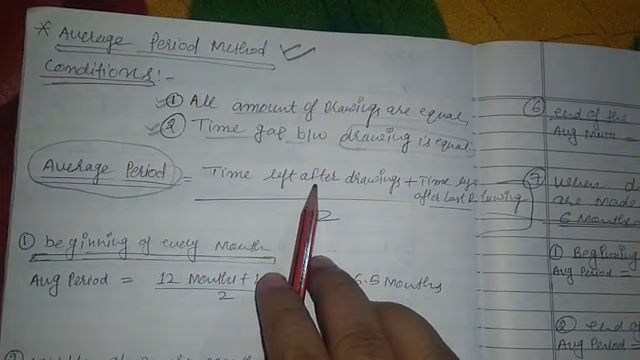 * Average Period Method
Conditions:-
① All amount of Drawings are equal
② Time gap b/w drawing is equal
Average Period = Time left after drawings + Time
after Last
2
① beginning of every Month
Avg Period = 12 Months +
2
6.5 Months
⑥ end of the
Avg
⑦ when
are made
6 Months
① Beginning
Avg Period =
② end of
Avg Period =